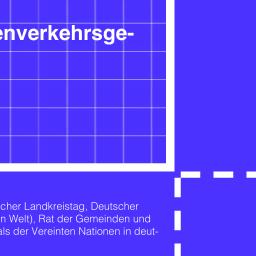 enverkehrsge-
cher Landkreistag, Deutscher
n Welt), Rat der Gemeinden und
als der Vereinten Nationen in deut-